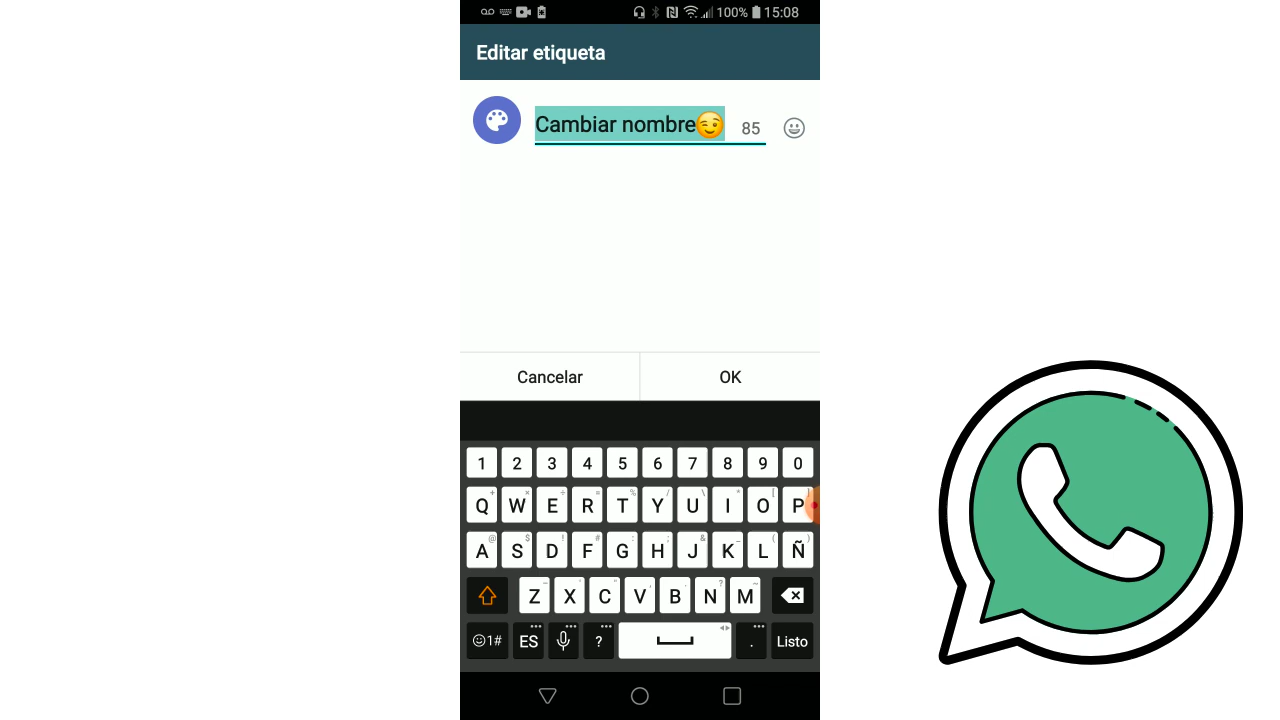 100% 15:08
Editar etiqueta
Cambiar nombre😉 85
Cancelar OK
1 2 3 4 5 6 7 8 9 0
Q W E R T Y U I O P
A S D F G H J K L Ñ
Z X C V B N M
☺1# ES ? . Listo